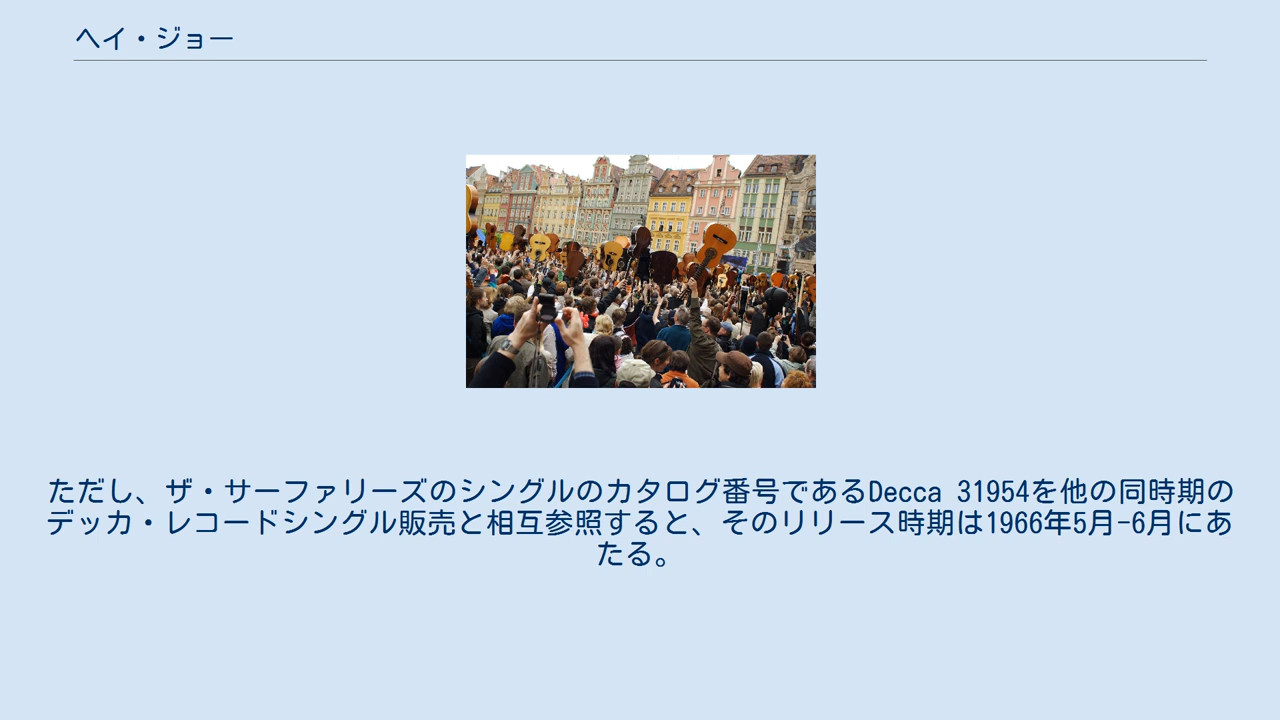 ヘイ・ジョー
ただし、ザ・サーファリーズのシングルのカタログ番号であるDecca 31954を他の同時期の
デッカ・レコードシングル販売と相互参照すると、そのリリース時期は1966年5月-6月にあ
たる。